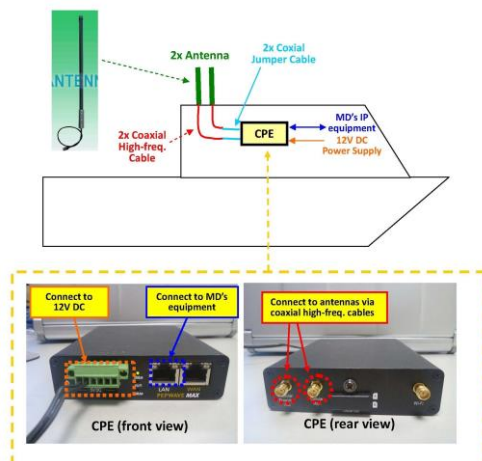 ANTENN
2x Antenna
2x Coxial
Jumper Cable
CPE
MD's IP
equipment
12V DC
Power Supply
2x Coaxial
High-freq.
Cable
Connect to
12V DC
Connect to MD's
equipment
LAN
WAN
PEPWAVE MAX
CPE (front view)
Connect to antennas via
coaxial high-freq. cables
Wi-Fi
CPE (rear view)